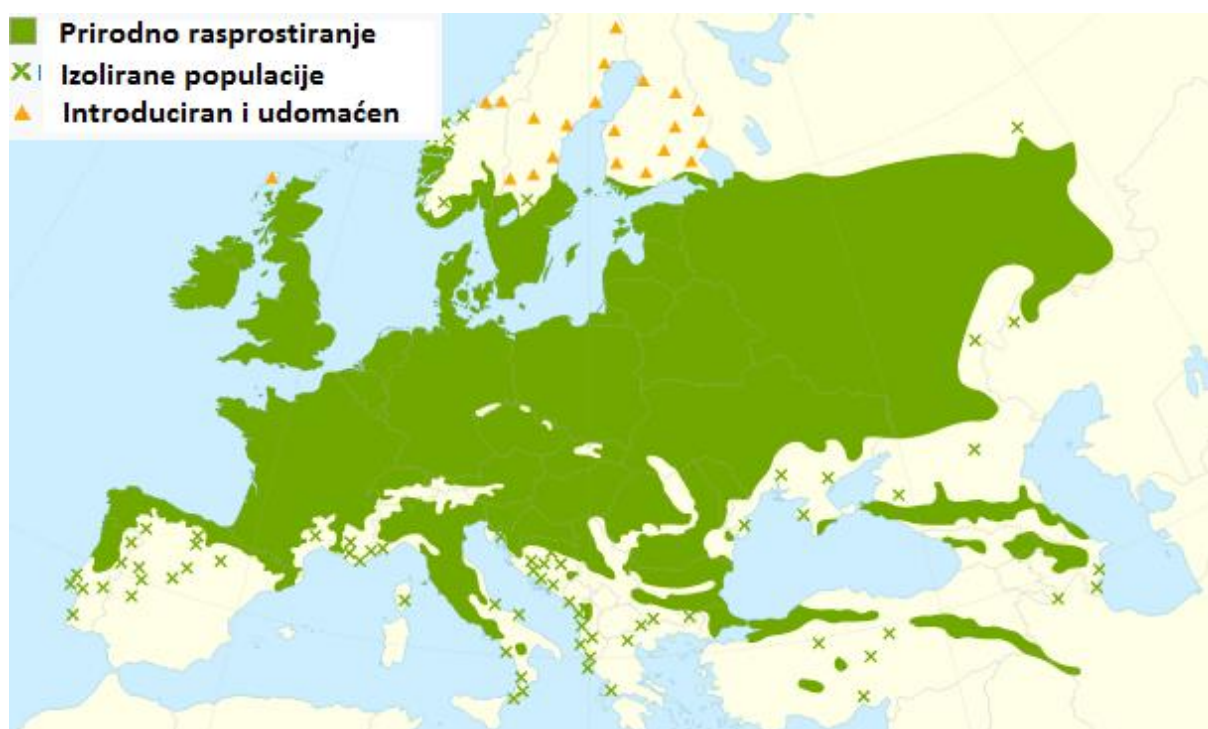 Prirodno rasprostiranje
Izolirane populacije
Introduciran i udomaćen